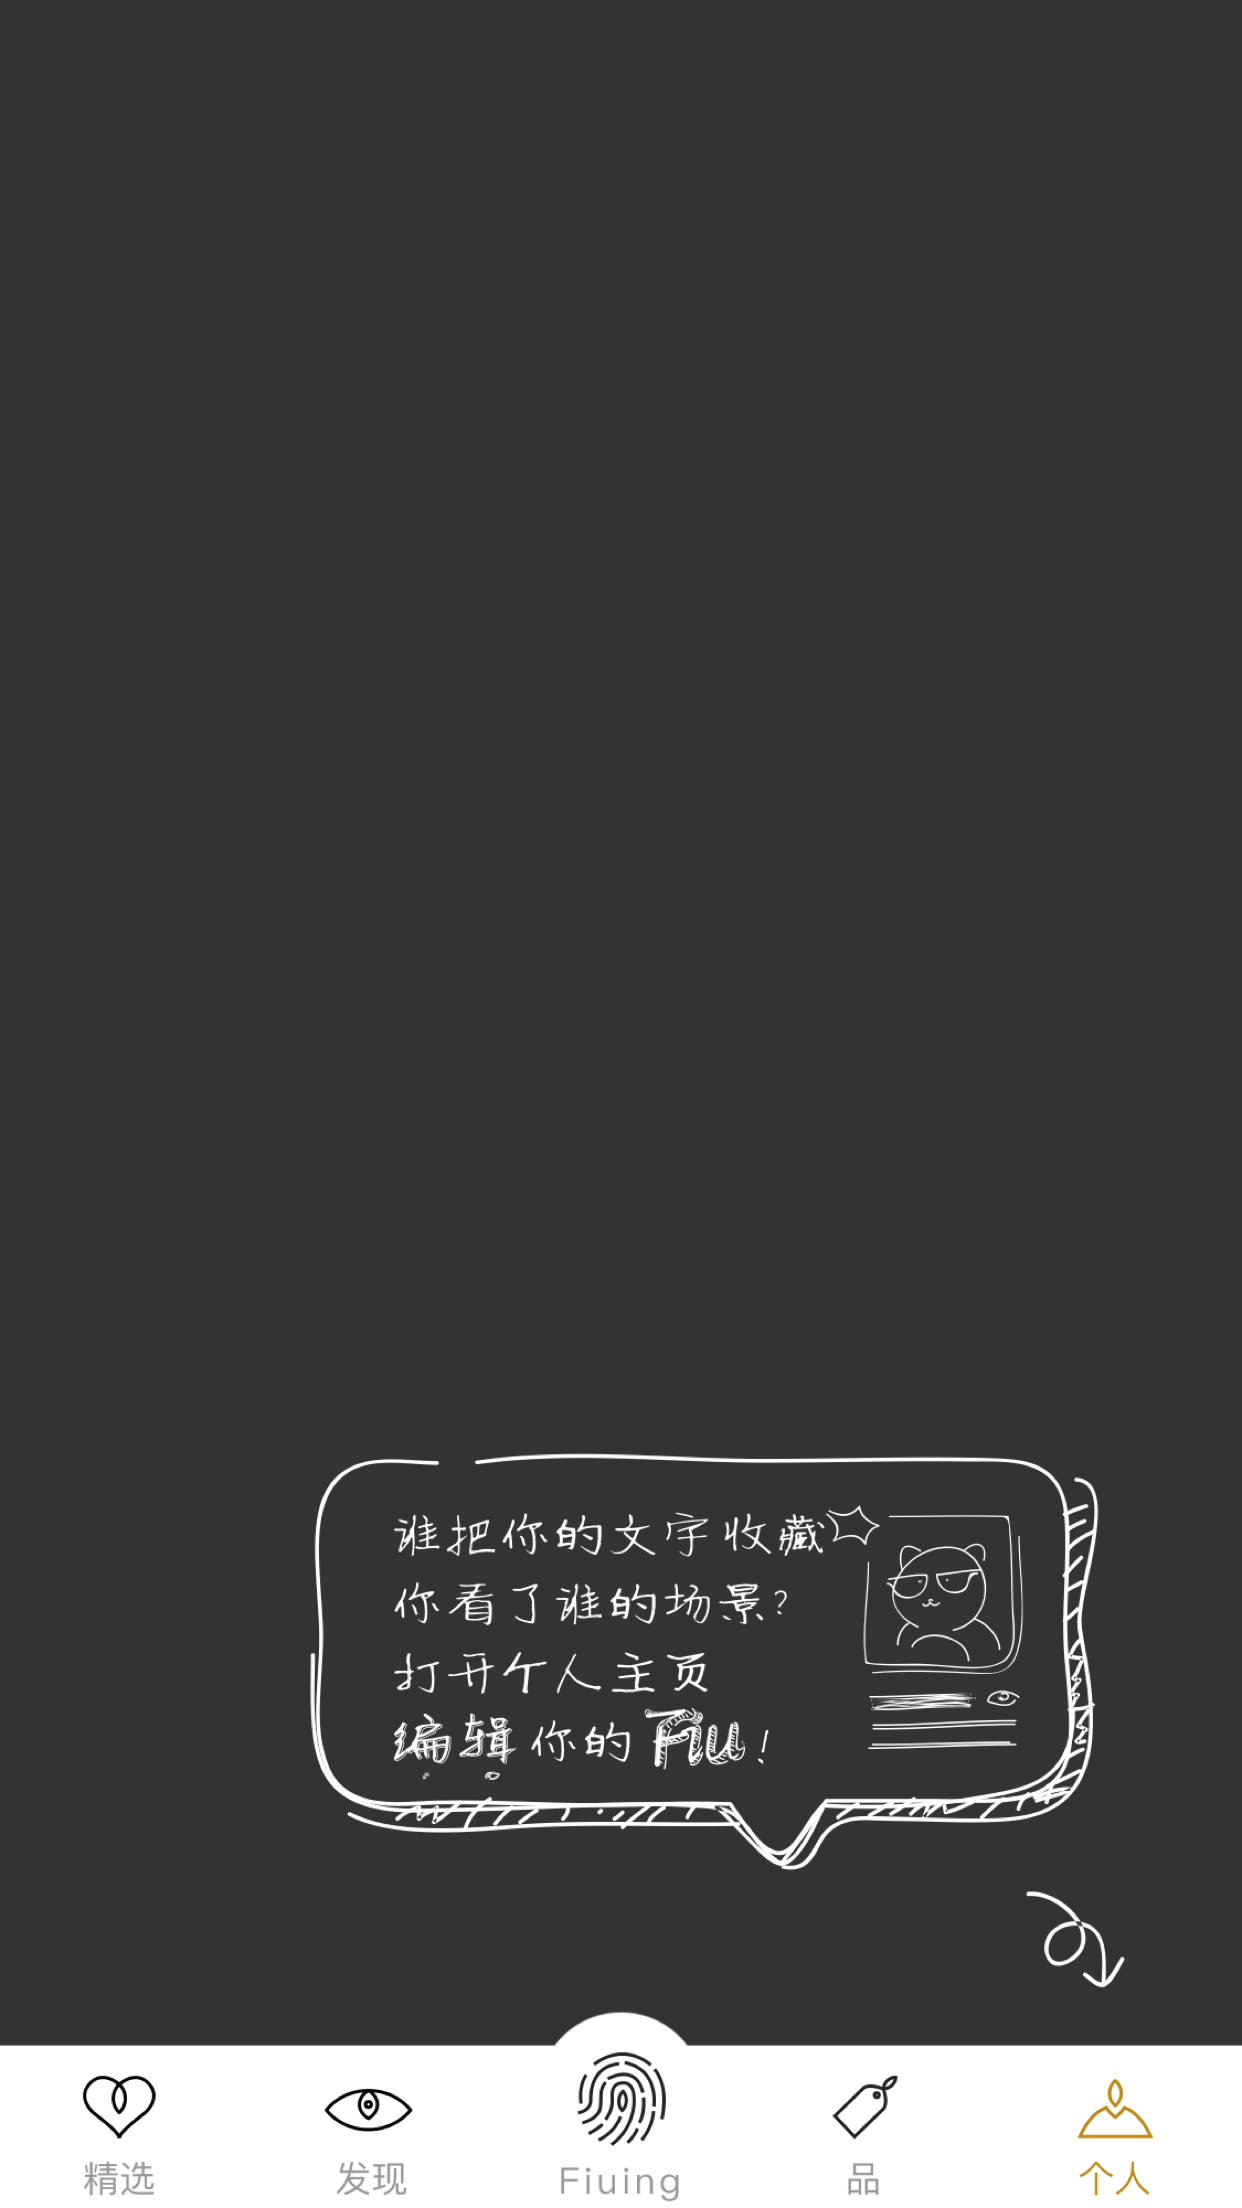 谁把你的文字收藏
你看了谁的场景?
打开个人主页
编辑你的Fiu!
精选
发现
Fiuing
品
个人